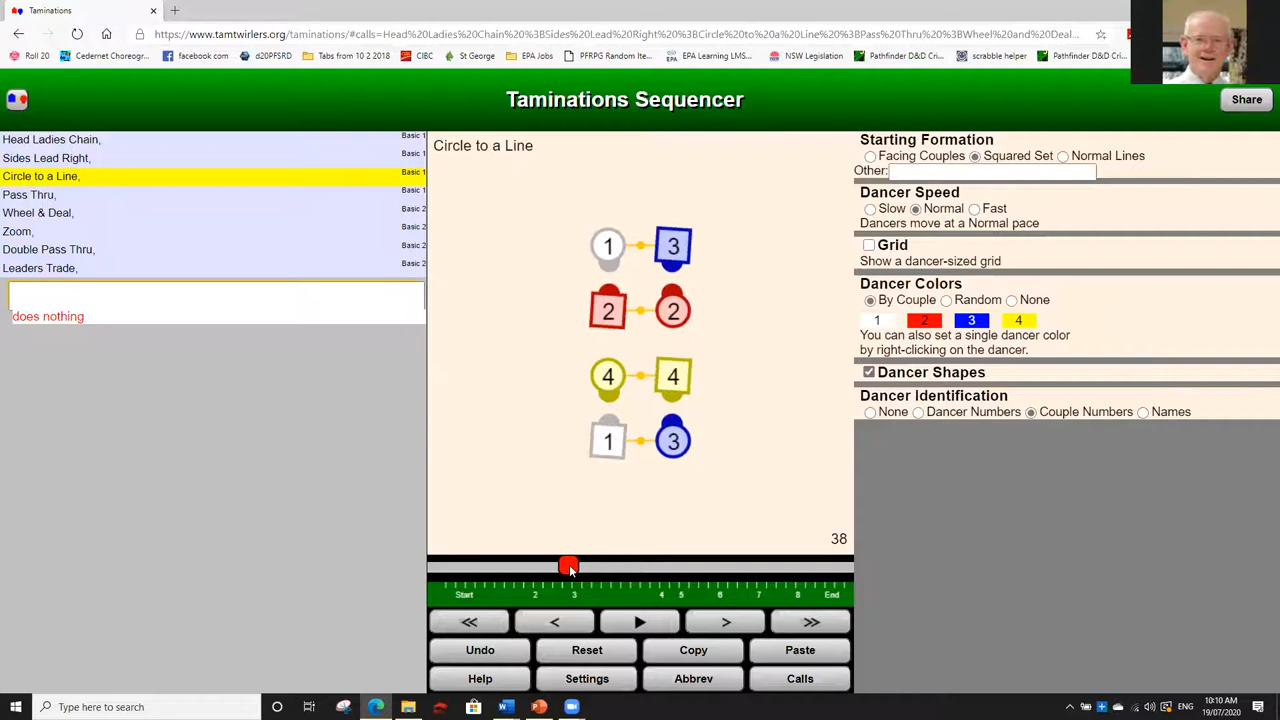 Taminations
https://www.tamtwirlers.org/taminations/#calls=Head%20Ladies%20Chain%20%3BSides%20Lead%20Right%20%3BCircle%20to%20a%20Line%20%3BPass%20Thru%20%3BWheel%20and%20Deal...
Roll 20
Cedernet Choreogr...
facebook.com
d20PFSRD
Tabs from 10 2 2018
EPA Jobs
PFRPG Random Ite...
EPA Learning LMS...
NSW Legislation
Pathfinder D&D Cri...
scrabble helper
Pathfinder D&D Cri...
Taminations Sequencer
Share
Head Ladies Chain, Basic 1
Sides Lead Right, Basic 1
Circle to a Line, Basic 1
Pass Thru, Basic 1
Wheel & Deal, Basic 2
Zoom, Basic 2
Double Pass Thru, Basic 2
Leaders Trade, Basic 2
does nothing
Circle to a Line
1 3
2 2
4 4
1 3
38
Start 2 3 4 5 6 7 8 End
<< < > >>
Undo Reset Copy Paste
Help Settings Abbrev Calls
Starting Formation
Facing Couples Squared Set Normal Lines
Other:
Dancer Speed
Slow Normal Fast
Dancers move at a Normal pace
Grid
Show a dancer-sized grid
Dancer Colors
By Couple Random None
1 2 3 4
You can also set a single dancer color
by right-clicking on the dancer.
Dancer Shapes
Dancer Identification
None Dancer Numbers Couple Numbers Names
Type here to search
ENG
10:10 AM
19/07/2020